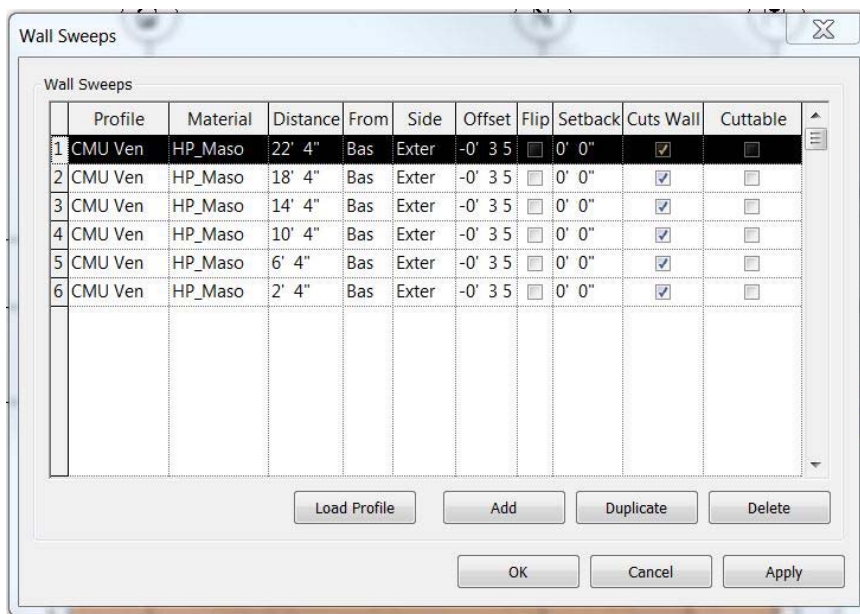 Wall Sweeps
Wall Sweeps
Profile Material Distance From Side Offset Flip Setback Cuts Wall Cuttable
1 CMU Ven HP_Maso 22' 4" Bas Exter -0' 3 5 0' 0"
2 CMU Ven HP_Maso 18' 4" Bas Exter -0' 3 5 0' 0"
3 CMU Ven HP_Maso 14' 4" Bas Exter -0' 3 5 0' 0"
4 CMU Ven HP_Maso 10' 4" Bas Exter -0' 3 5 0' 0"
5 CMU Ven HP_Maso 6' 4" Bas Exter -0' 3 5 0' 0"
6 CMU Ven HP_Maso 2' 4" Bas Exter -0' 3 5 0' 0"
Load Profile Add Duplicate Delete
OK Cancel Apply